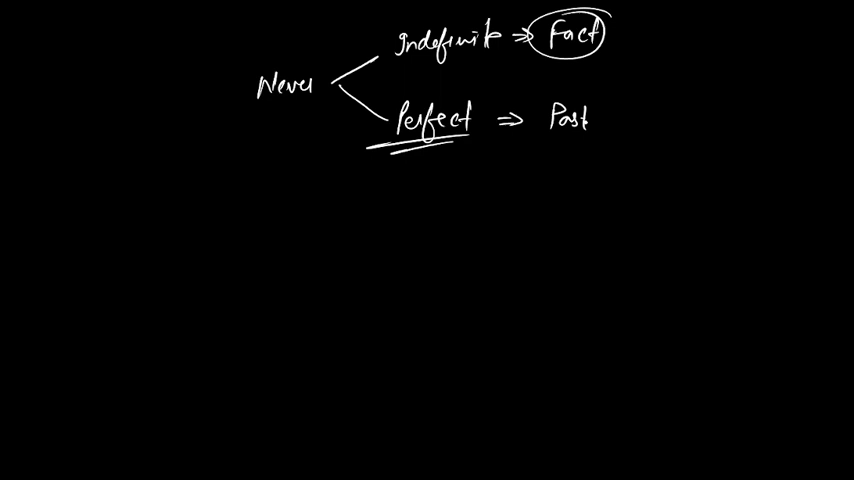 Indefinite ⇒ Fact
Never
Perfect ⇒ Past